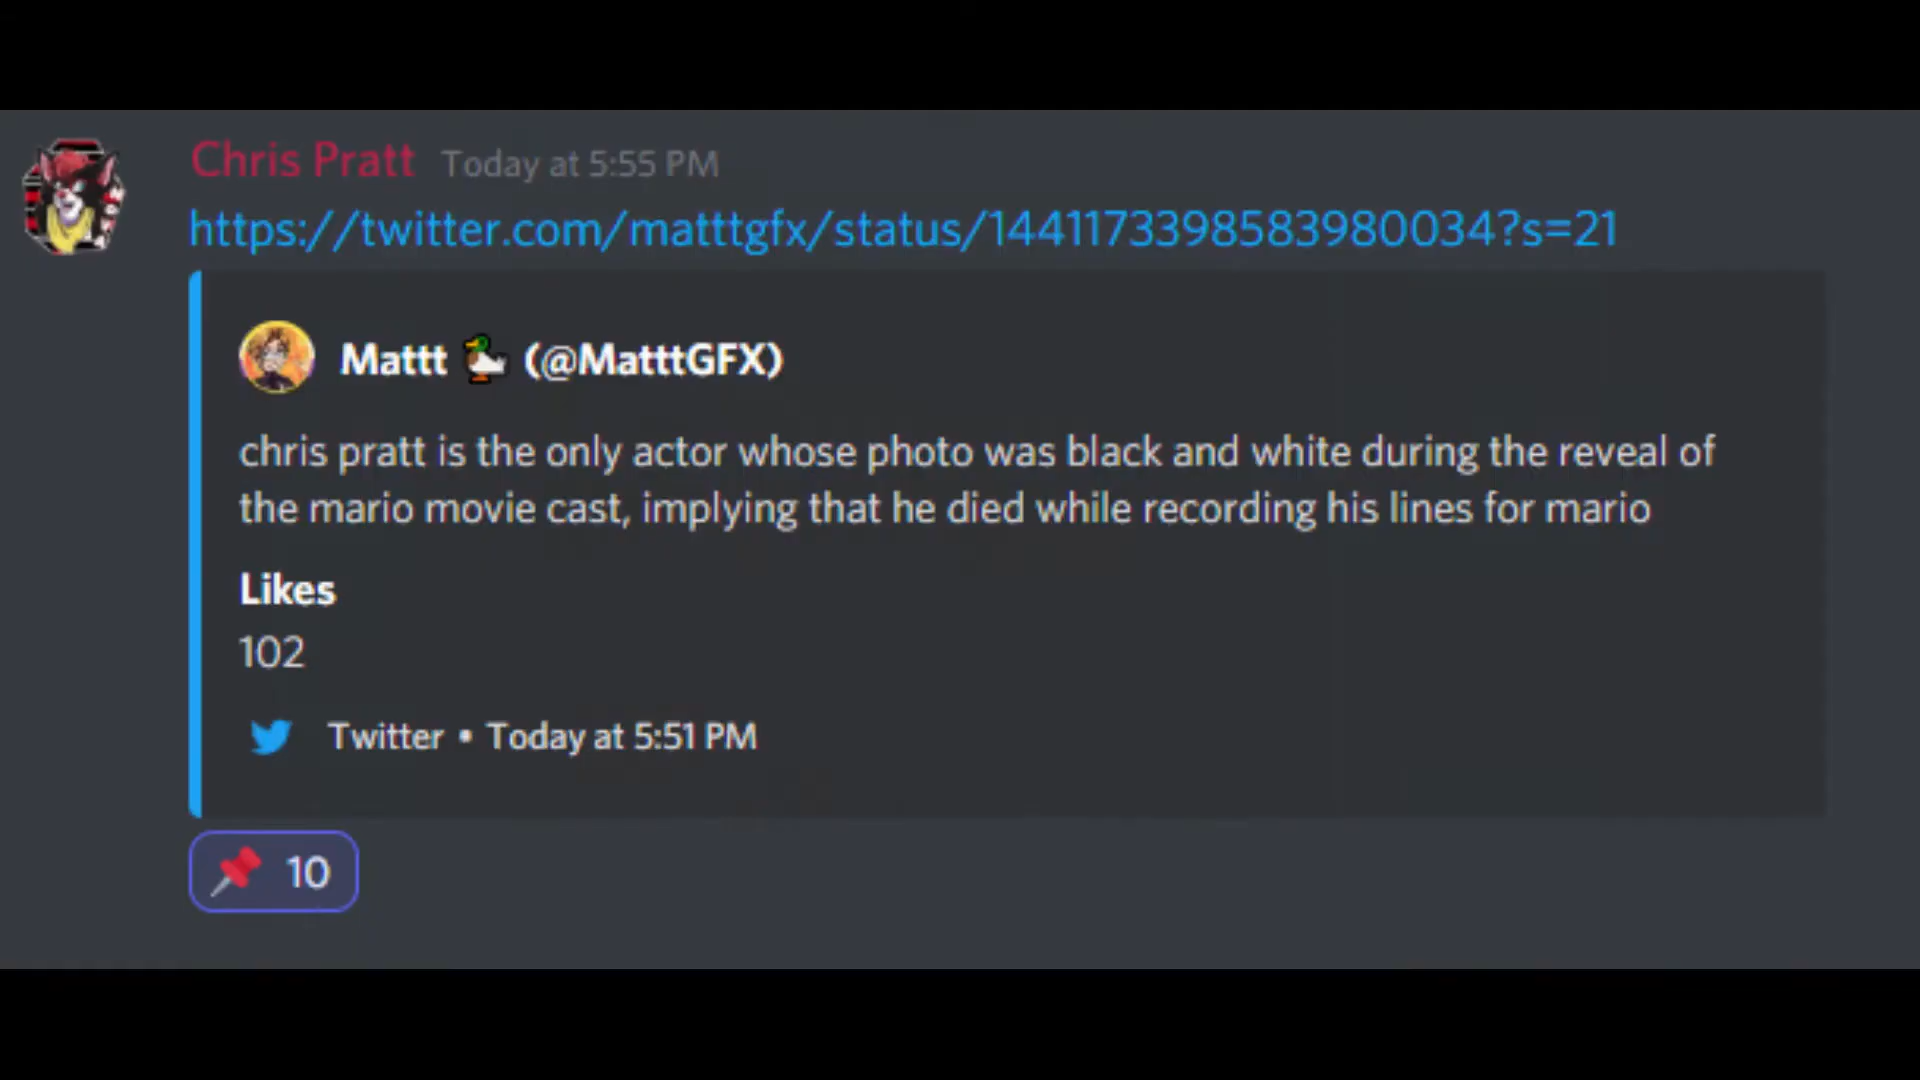 Chris Pratt Today at 5:55 PM
https://twitter.com/matttgfx/status/1441173398583980034?s=21
Mattt 🦆 (@MatttGFX)
chris pratt is the only actor whose photo was black and white during the reveal of
the mario movie cast, implying that he died while recording his lines for mario
Likes
102
Twitter • Today at 5:51 PM
10